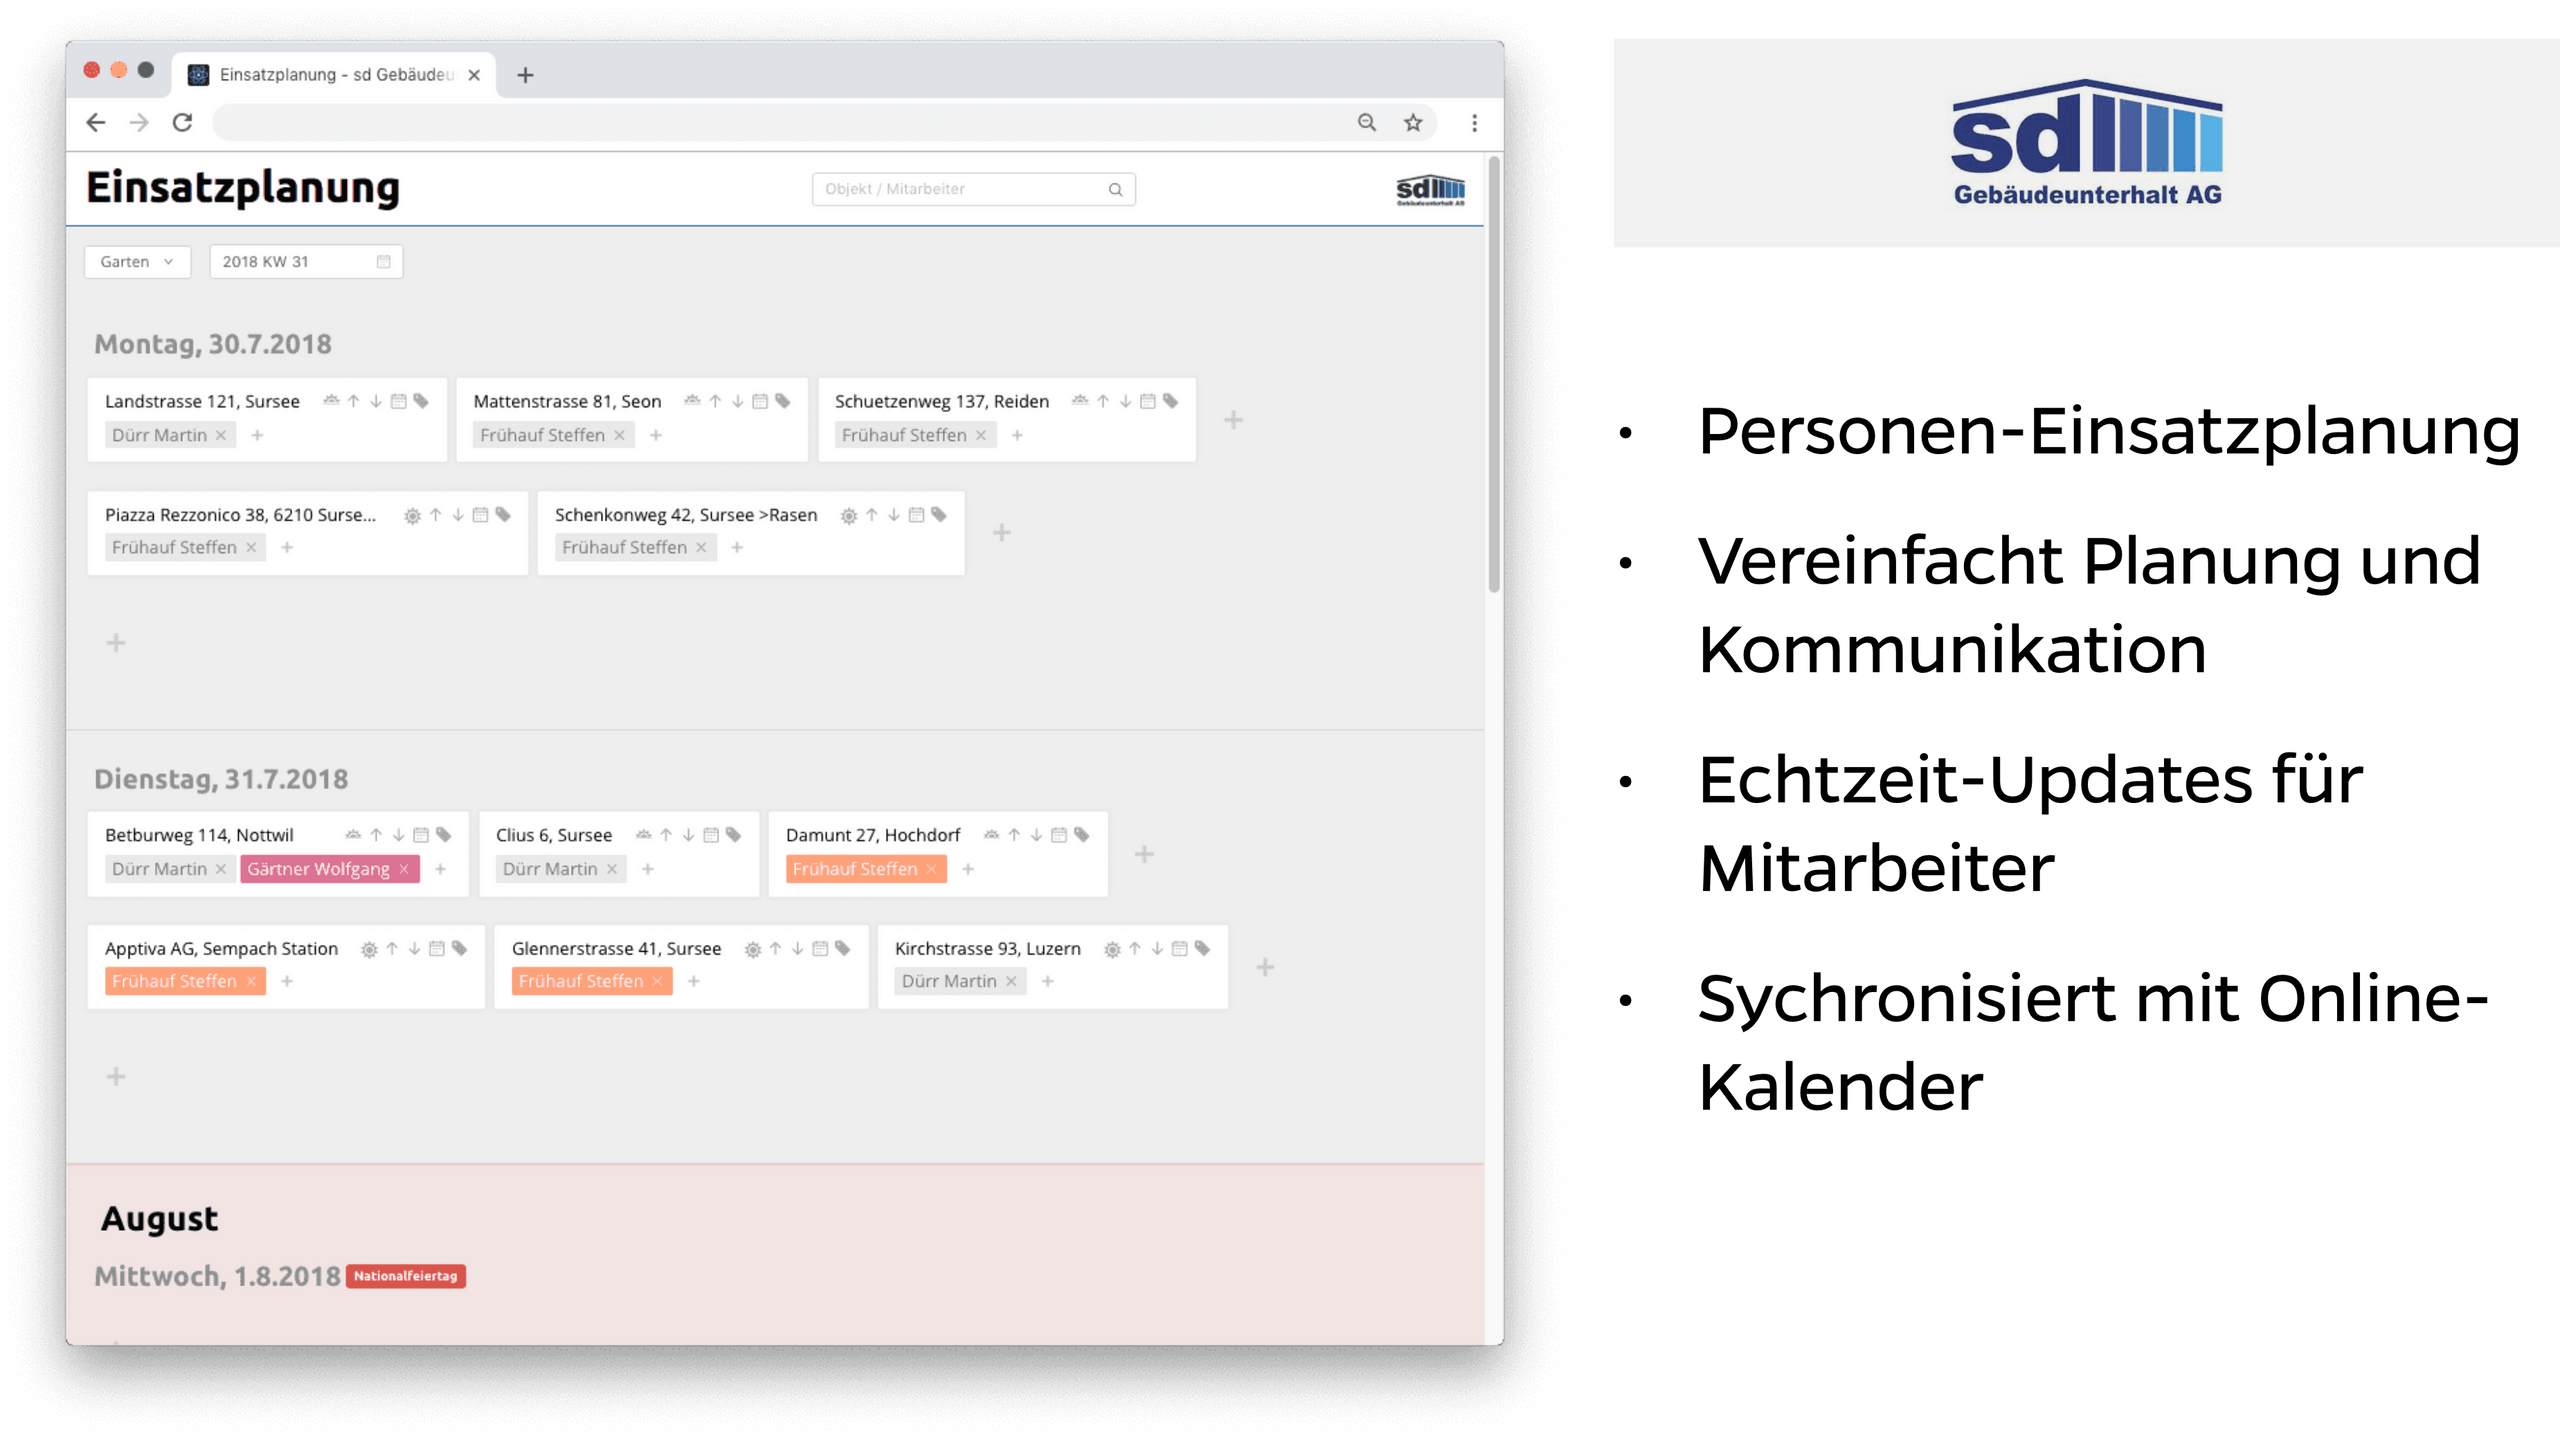 Einsatzplanung - sd Gebäudeu
Einsatzplanung
Objekt / Mitarbeiter
sd
Gebäudeunterhalt AG
Garten
2018 KW 31
Montag, 30.7.2018
Landstrasse 121, Sursee
Dürr Martin
Mattenstrasse 81, Seon
Frühauf Steffen
Schuetzenweg 137, Reiden
Frühauf Steffen
Piazza Rezzonico 38, 6210 Surse...
Frühauf Steffen
Schenkonweg 42, Sursee >Rasen
Frühauf Steffen
Dienstag, 31.7.2018
Betburweg 114, Nottwil
Dürr Martin Gärtner Wolfgang
Clius 6, Sursee
Dürr Martin
Damunt 27, Hochdorf
Frühauf Steffen
Apptiva AG, Sempach Station
Frühauf Steffen
Glennerstrasse 41, Sursee
Frühauf Steffen
Kirchstrasse 93, Luzern
Dürr Martin
August
Mittwoch, 1.8.2018 Nationalfeiertag
sd
Gebäudeunterhalt AG
• Personen-Einsatzplanung
• Vereinfacht Planung und
Kommunikation
• Echtzeit-Updates für
Mitarbeiter
• Sychronisiert mit Online-
Kalender